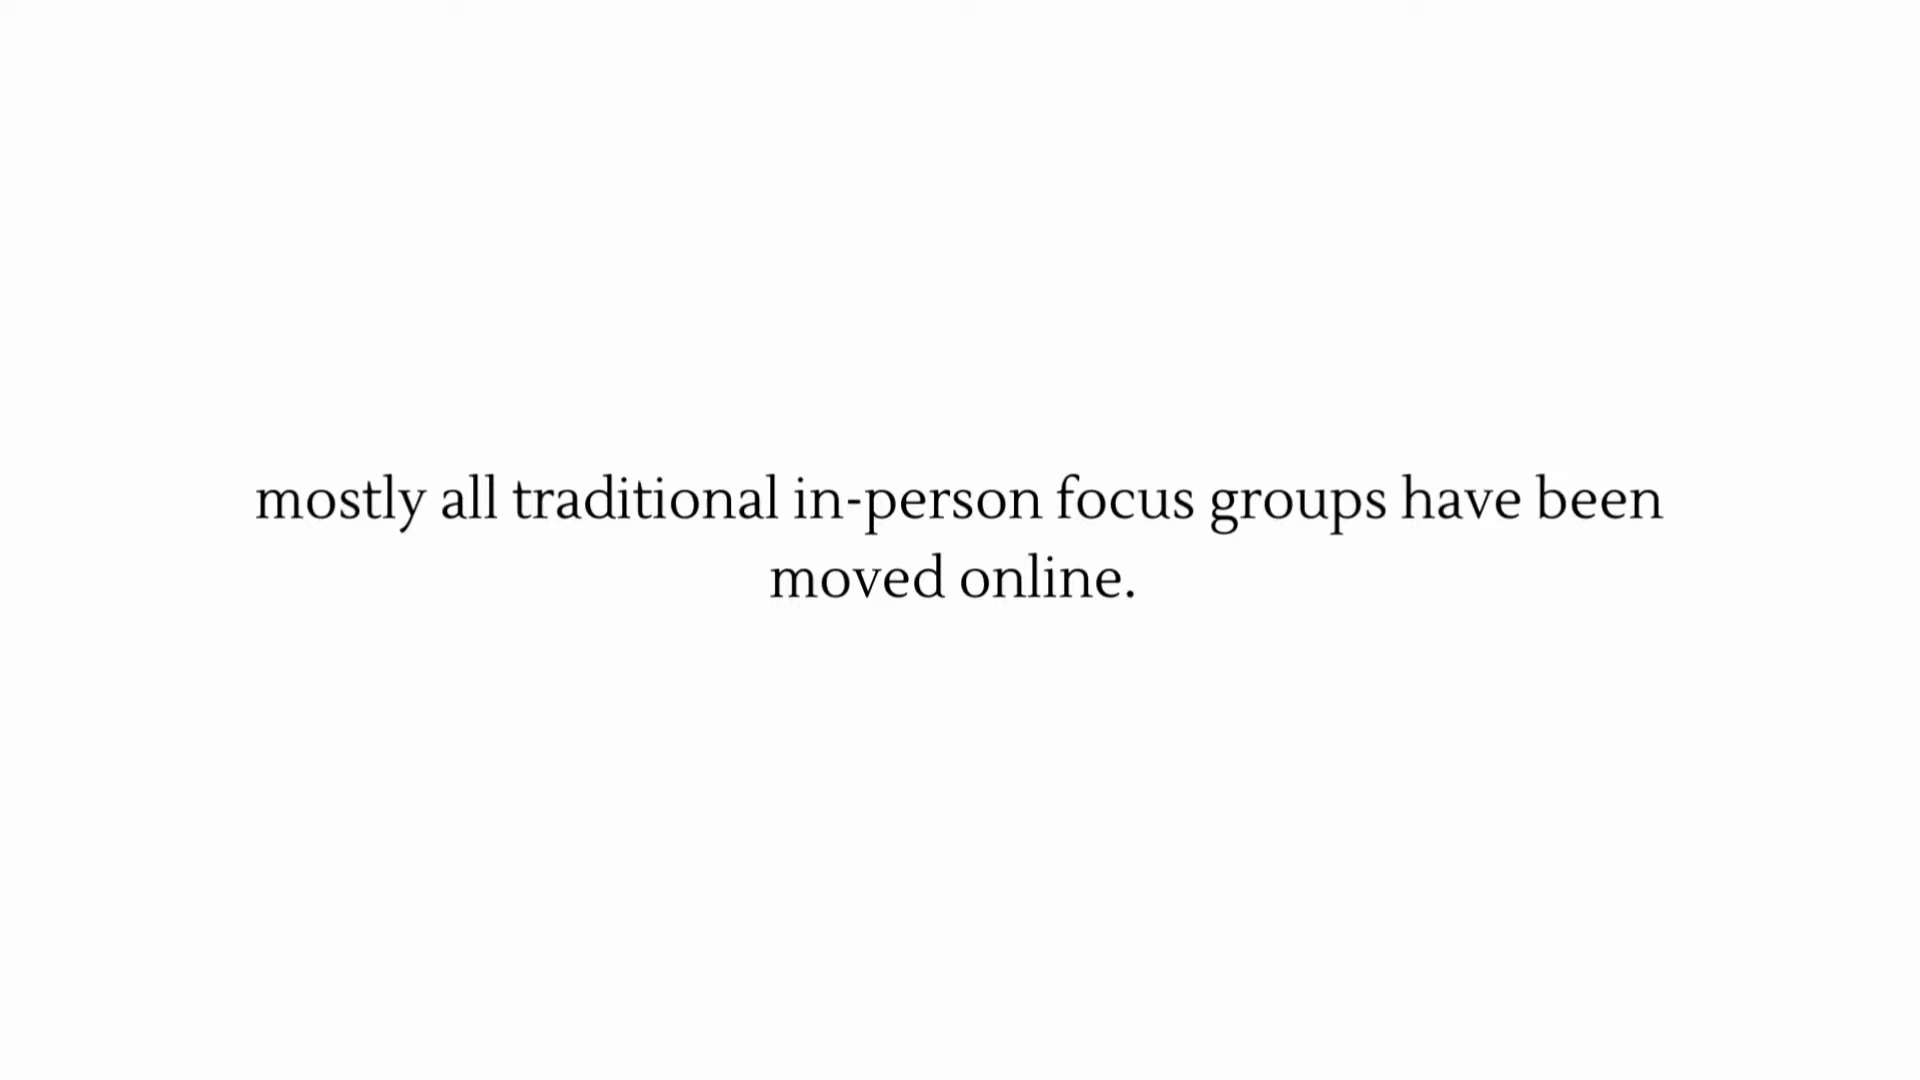 mostly all traditional in-person focus groups have been
moved online.